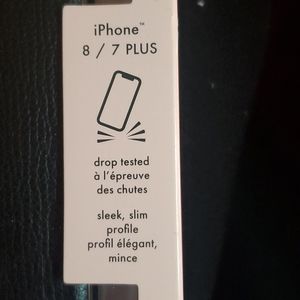 iPhone™
8 / 7 PLUS
drop tested
à l'épreuve
des chutes
sleek, slim
profile
profil élégant,
mince